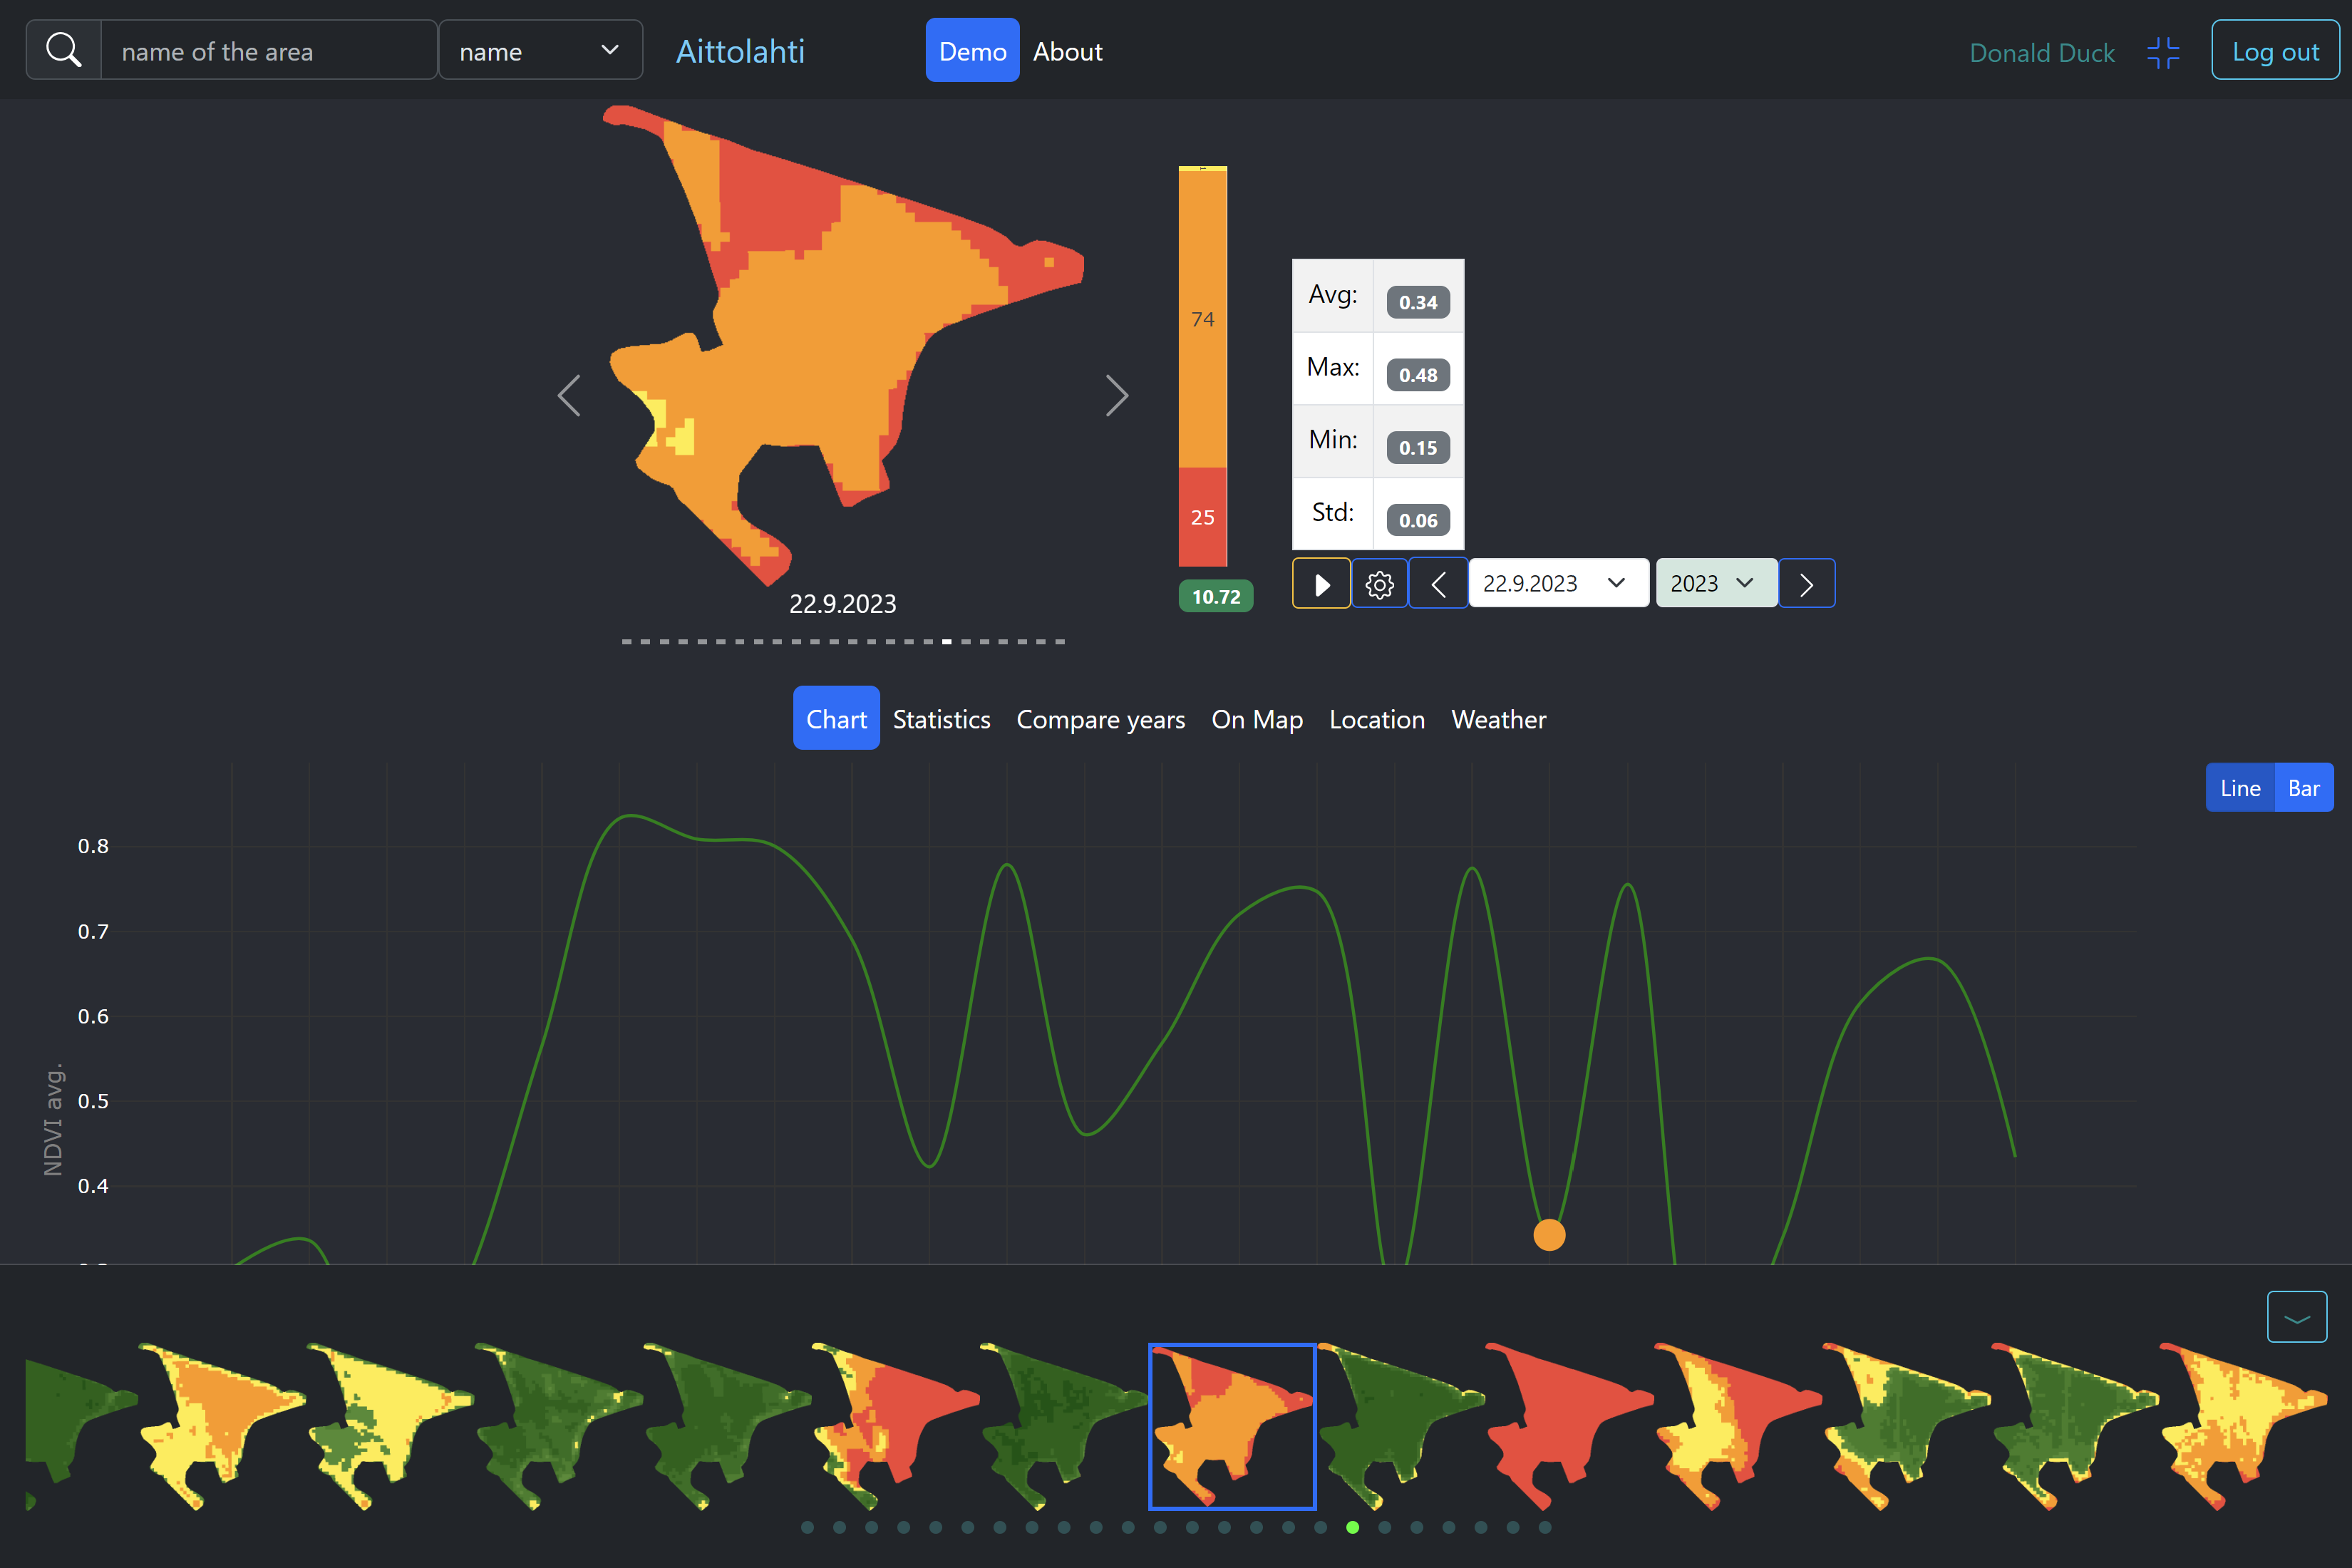 name of the area
name
Aittolahti
Demo
About
Donald Duck
Log out
1
74
25
10.72
Avg: 0.34
Max: 0.48
Min: 0.15
Std: 0.06
22.9.2023
2023
22.9.2023
Chart Statistics Compare years On Map Location Weather
Line Bar
0.8
0.7
0.6
0.5
0.4
NDVI avg.